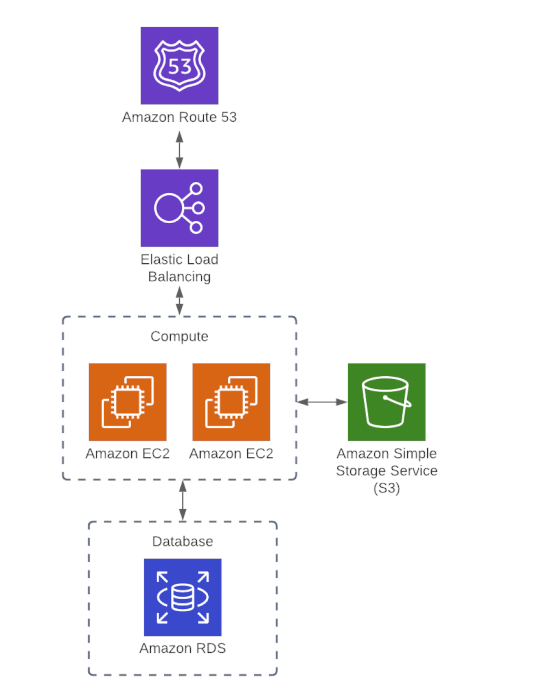 53
Amazon Route 53
Elastic Load
Balancing
Compute
Amazon EC2
Amazon EC2
Amazon Simple
Storage Service
(S3)
Database
Amazon RDS